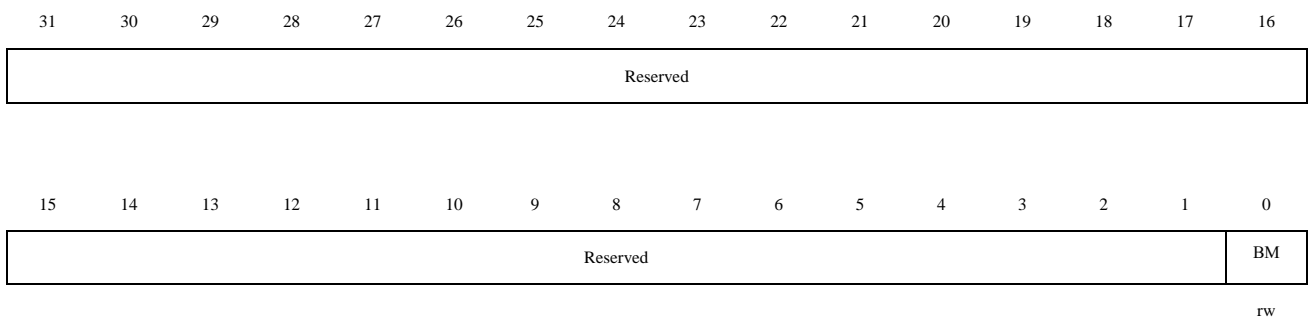 31 30 29 28 27 26 25 24 23 22 21 20 19 18 17 16
Reserved
15 14 13 12 11 10 9 8 7 6 5 4 3 2 1 0
Reserved BM
rw